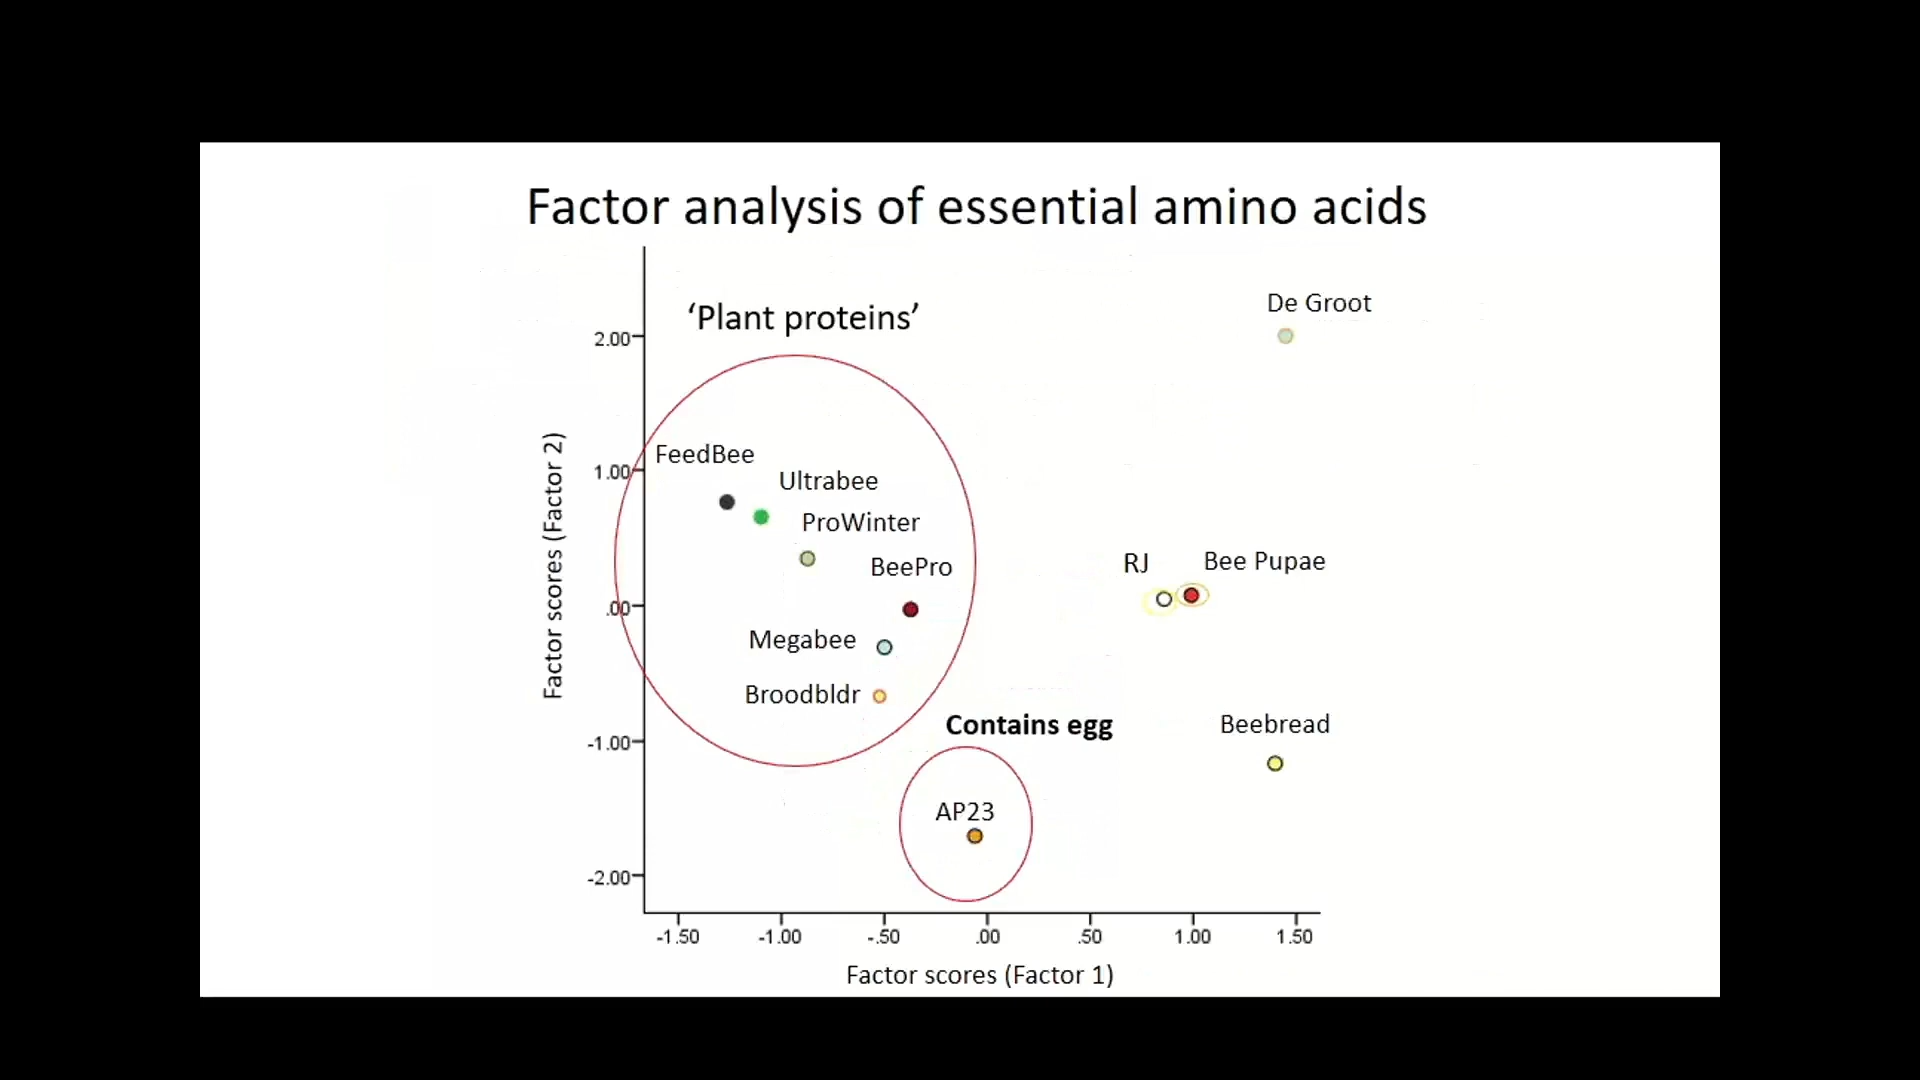 Factor analysis of essential amino acids
De Groot
‘Plant proteins’
2.00
FeedBee
1.00
Ultrabee
ProWinter
RJ
Bee Pupae
BeePro
.00
Megabee
Broodbldr
Contains egg
Beebread
-1.00
AP23
-2.00
Factor scores (Factor 2)
-1.50 -1.00 -.50 .00 .50 1.00 1.50
Factor scores (Factor 1)